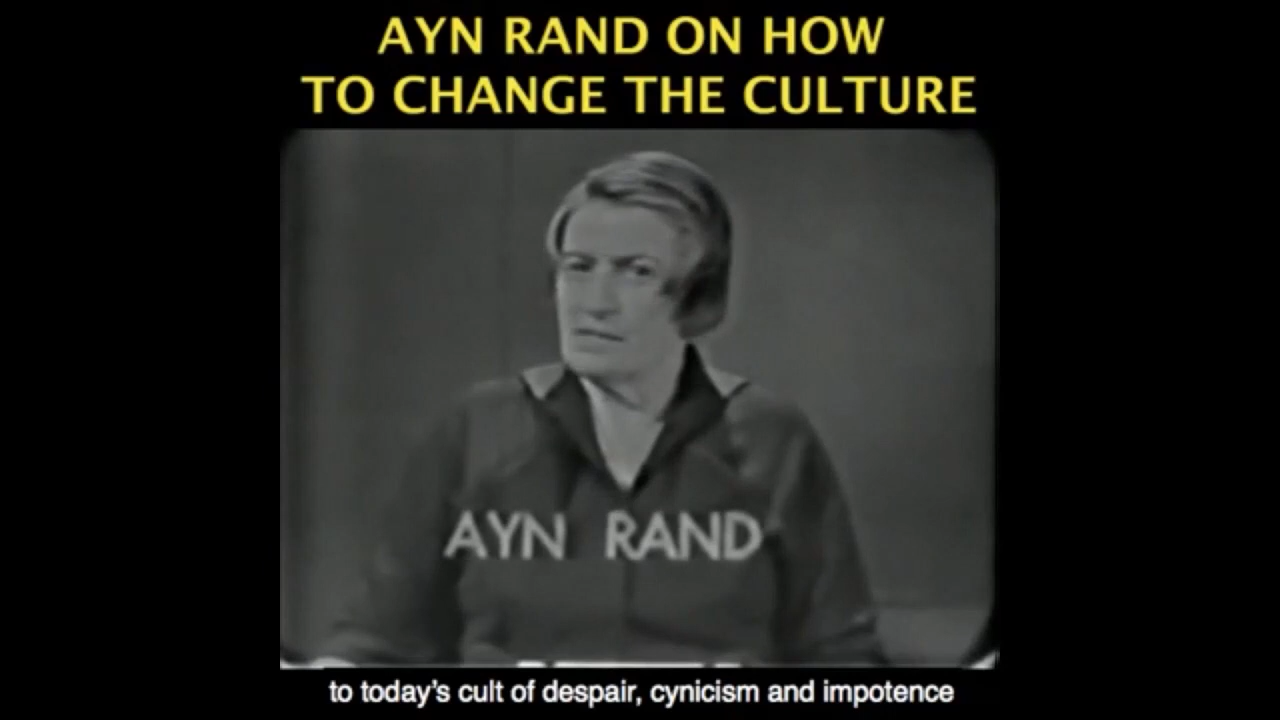 AYN RAND ON HOW
TO CHANGE THE CULTURE
AYN RAND
to today's cult of despair, cynicism and impotence